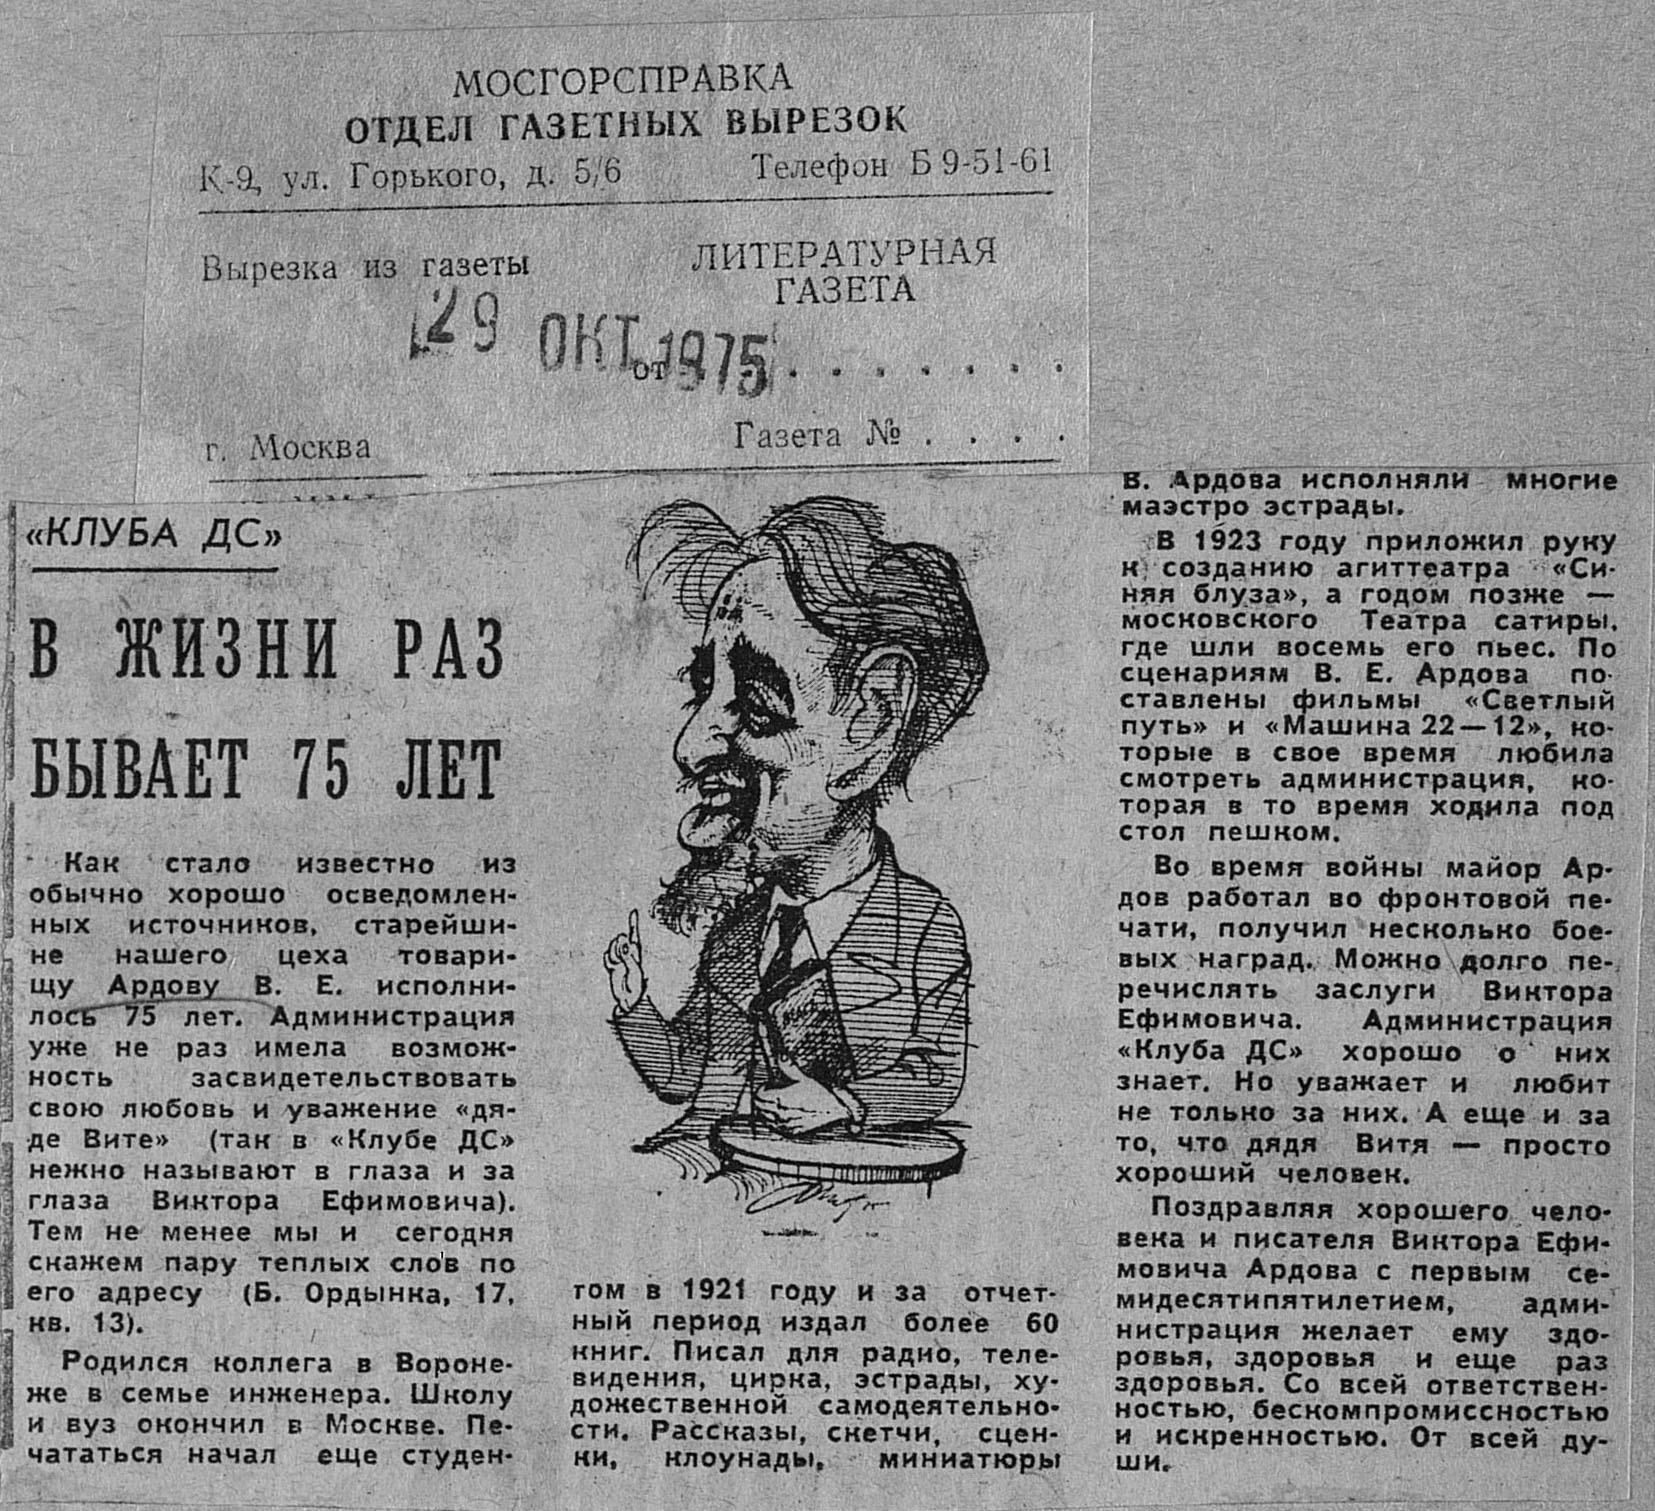 МОСГОРСПРАВКА
ОТДЕЛ ГАЗЕТНЫХ ВЫРЕЗОК
К-9, ул. Горького, д. 5/6 Телефон Б 9-51-61
Вырезка из газеты
ЛИТЕРАТУРНАЯ
ГАЗЕТА
29 ОКТ 1975
от . . . . . . . .
г. Москва Газета № . . . .
«КЛУБА ДС»
В ЖИЗНИ РАЗ
БЫВАЕТ 75 ЛЕТ
Как стало известно из
обычно хорошо осведомлен-
ных источников, старейши-
не нашего цеха товари-
щу Ардову В. Е. исполни-
лось 75 лет. Администрация
уже не раз имела возмож-
ность засвидетельствовать
свою любовь и уважение «дя-
де Вите» (так в «Клубе ДС»
нежно называют в глаза и за
глаза Виктора Ефимовича).
Тем не менее мы и сегодня
скажем пару теплых слов по
его адресу (Б. Ордынка, 17,
кв. 13).
Родился коллега в Вороне-
же в семье инженера. Школу
и вуз окончил в Москве. Пе-
чататься начал еще студен-
том в 1921 году и за отчет-
ный период издал более 60
книг. Писал для радио, теле-
видения, цирка, эстрады, ху-
дожественной самодеятельно-
сти. Рассказы, скетчи, сцен-
ки, клоунады, миниатюры
В. Ардова исполняли многие
маэстро эстрады.
В 1923 году приложил руку
к созданию агиттеатра «Си-
няя блуза», а годом позже —
московского Театра сатиры,
где шли восемь его пьес. По
сценариям В. Е. Ардова по-
ставлены фильмы «Светлый
путь» и «Машина 22—12», ко-
торые в свое время любила
смотреть администрация, ко-
торая в то время ходила под
стол пешком.
Во время войны майор Ар-
дов работал во фронтовой пе-
чати, получил несколько бое-
вых наград. Можно долго пе-
речислять заслуги Виктора
Ефимовича. Администрация
«Клуба ДС» хорошо о них
знает. Но уважает и любит
не только за них. А еще и за
то, что дядя Витя — просто
хороший человек.
Поздравляя хорошего чело-
века и писателя Виктора Ефи-
мовича Ардова с первым се-
мидесятипятилетием, адми-
нистрация желает ему здо-
ровья, здоровья и еще раз
здоровья. Со всей ответствен-
ностью, бескомпромиссностью
и искренностью. От всей ду-
ши.